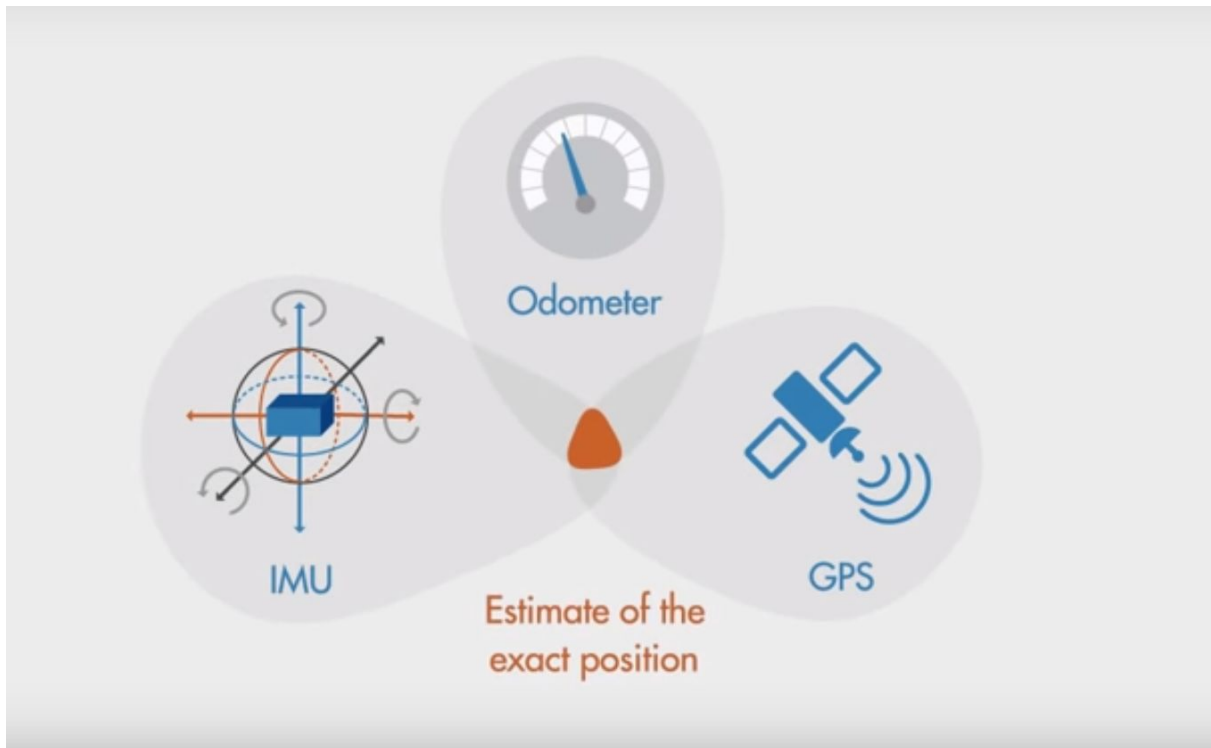 Odometer
IMU
GPS
Estimate of the
exact position